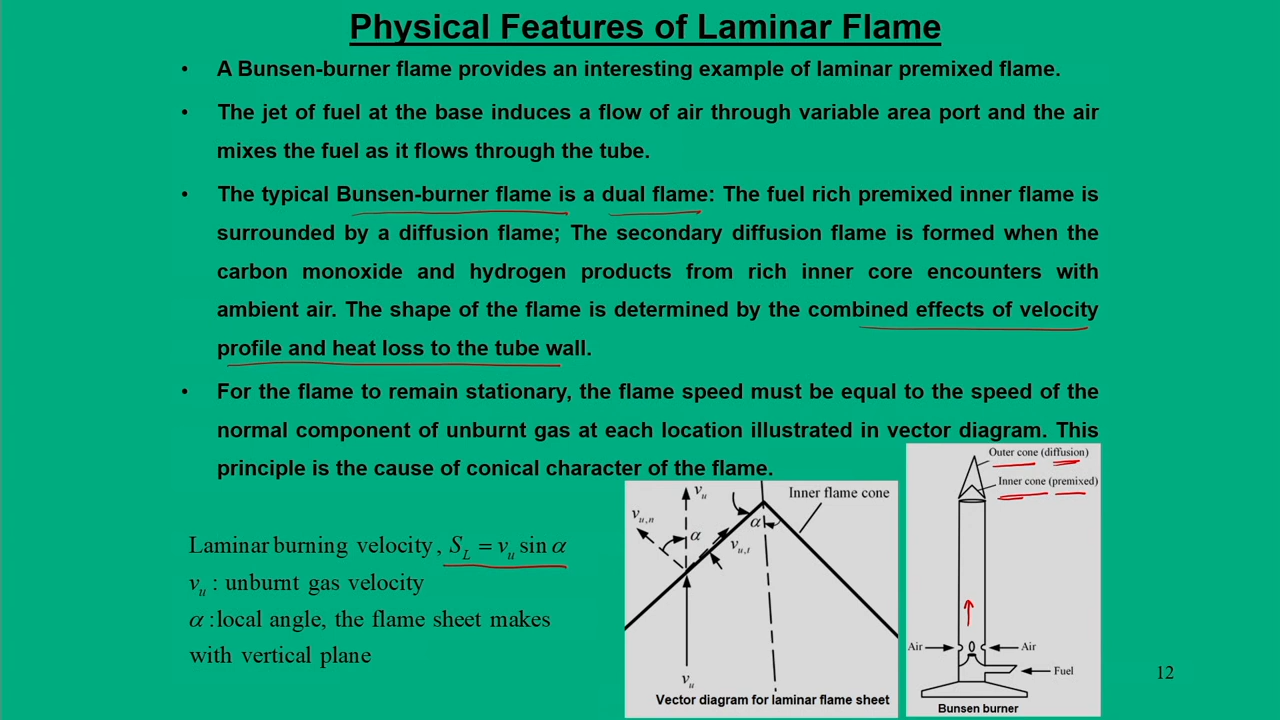 Physical Features of Laminar Flame
• A Bunsen-burner flame provides an interesting example of laminar premixed flame.
• The jet of fuel at the base induces a flow of air through variable area port and the air
mixes the fuel as it flows through the tube.
• The typical Bunsen-burner flame is a dual flame: The fuel rich premixed inner flame is
surrounded by a diffusion flame; The secondary diffusion flame is formed when the
carbon monoxide and hydrogen products from rich inner core encounters with
ambient air. The shape of the flame is determined by the combined effects of velocity
profile and heat loss to the tube wall.
• For the flame to remain stationary, the flame speed must be equal to the speed of the
normal component of unburnt gas at each location illustrated in vector diagram. This
principle is the cause of conical character of the flame.
Laminar burning velocity, S_L = v_u sin α
v_u : unburnt gas velocity
α : local angle, the flame sheet makes
with vertical plane
v_u
Inner flame cone
v_{u,n}
α
α
v_{u,t}
v_u
Vector diagram for laminar flame sheet
Outer cone (diffusion)
Inner cone (premixed)
Air
Air
Fuel
Bunsen burner
12